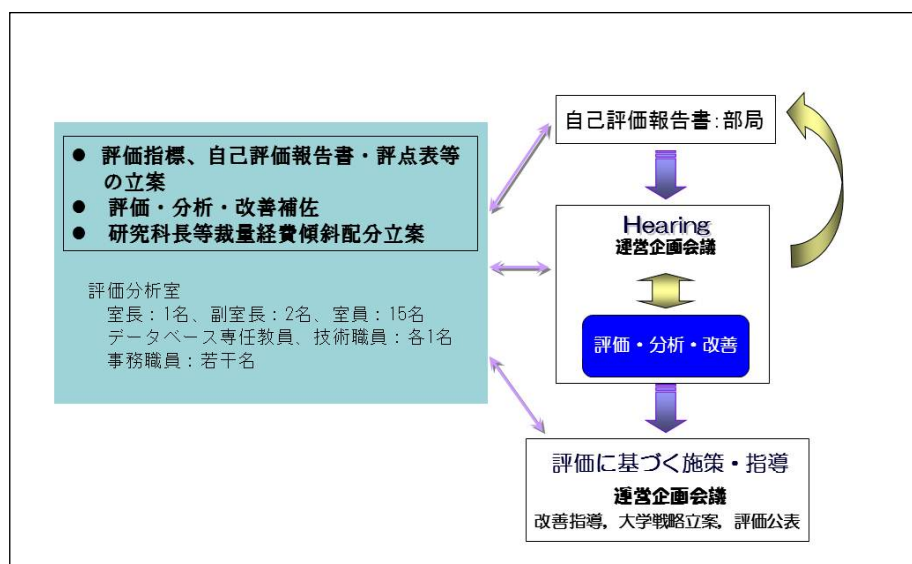 ● 評価指標、自己評価報告書・評点表等
の立案
● 評価・分析・改善補佐
● 研究科長等裁量経費傾斜配分立案
評価分析室
室長：1名、副室長：2名、室員：15名
データベース専任教員、技術職員：各1名
事務職員：若干名
自己評価報告書：部局
Hearing
運営企画会議
評価・分析・改善
評価に基づく施策・指導
運営企画会議
改善指導，大学戦略立案，評価公表